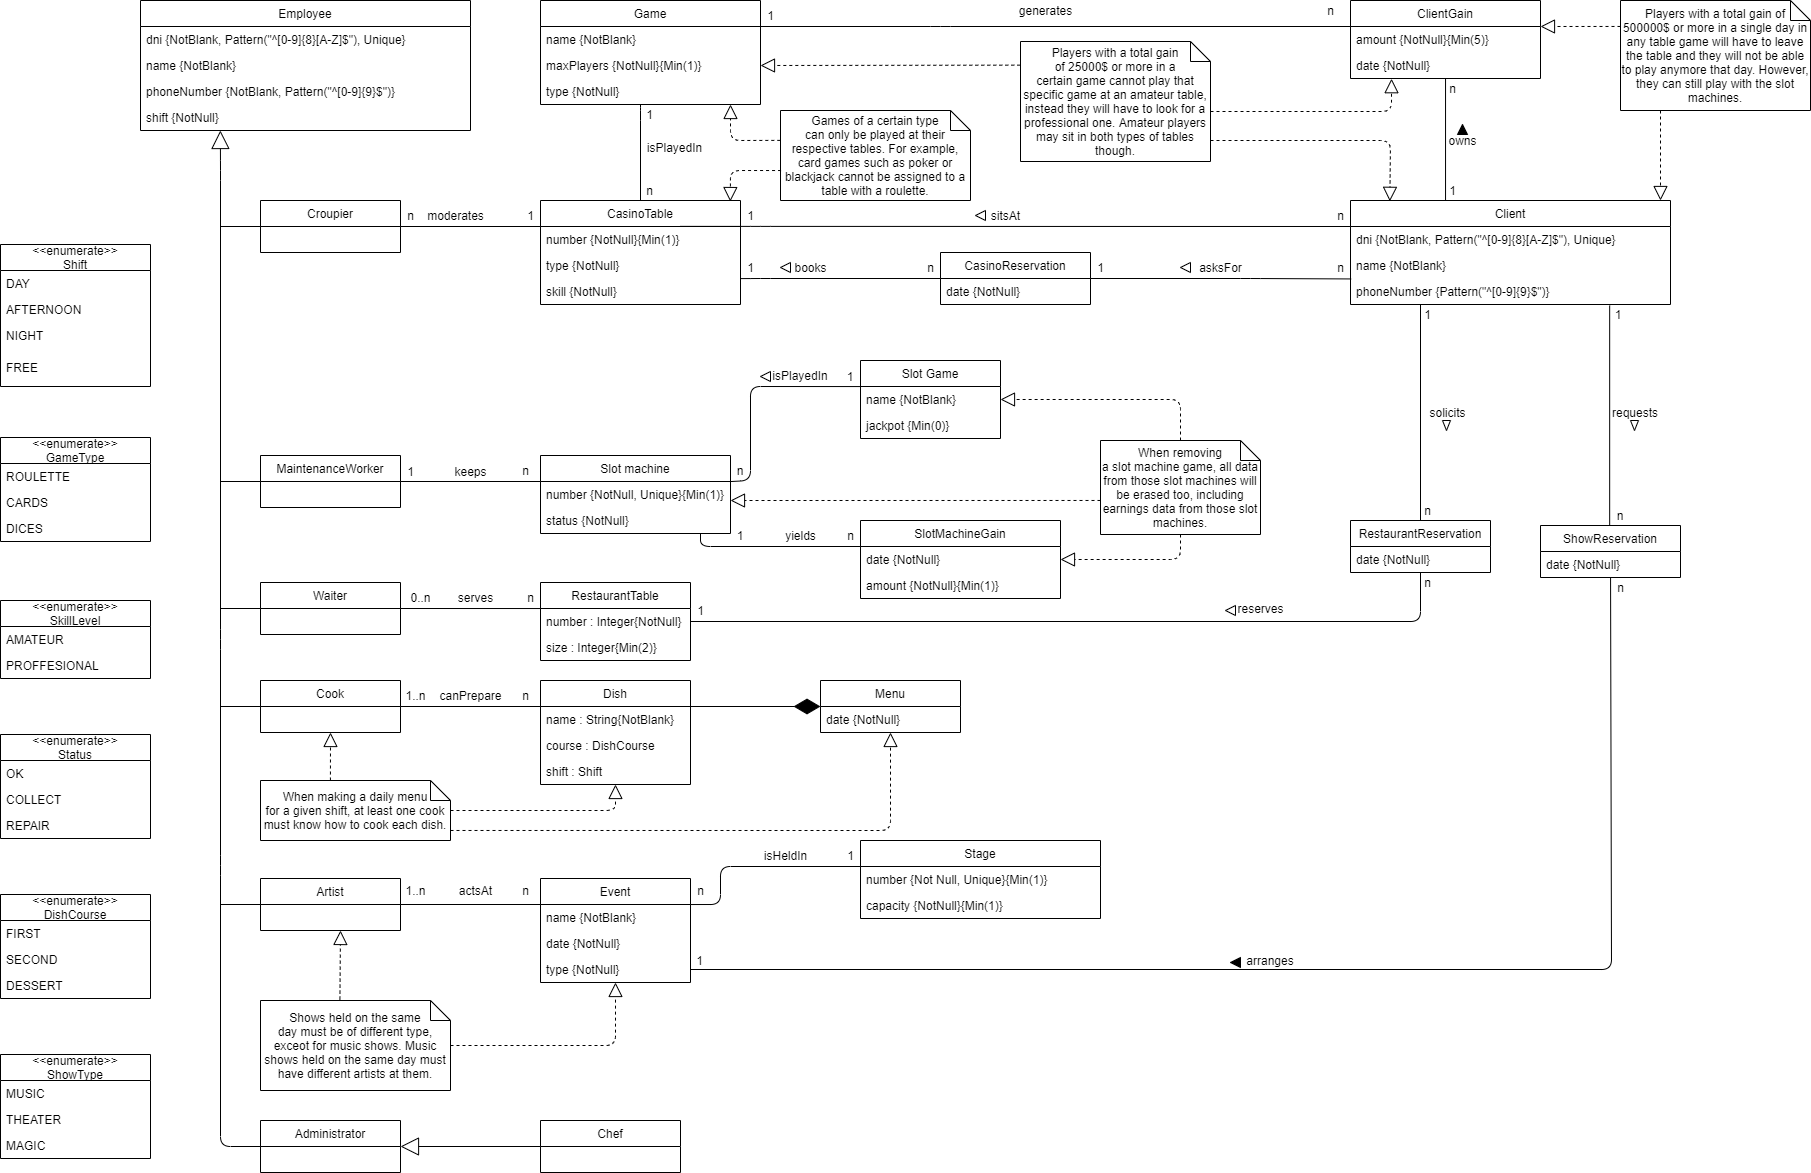 Employee
dni {NotBlank, Pattern("^[0-9]{8}[A-Z]$"), Unique}
name {NotBlank}
phoneNumber {NotBlank, Pattern("^[0-9]{9}$")}
shift {NotNull}
Game
name {NotBlank}
maxPlayers {NotNull}{Min(1)}
type {NotNull}
1
generates
n
ClientGain
amount {NotNull}{Min(5)}
date {NotNull}
Players with a total gain of
500000$ or more in a single day in
any table game will have to leave
the table and they will not be able
to play anymore that day. However,
they can still play with the slot
machines.
Players with a total gain
of 25000$ or more in a
certain game cannot play that
specific game at an amateur table,
instead they will have to look for a
professional one. Amateur players
may sit in both types of tables
though.
Games of a certain type
can only be played at their
respective tables. For example,
card games such as poker or
blackjack cannot be assigned to a
table with a roulette.
1
isPlayedIn
n
n
owns
1
Croupier
n
moderates
1
CasinoTable
number {NotNull}{Min(1)}
type {NotNull}
skill {NotNull}
1
sitsAt
n
1
books
n
CasinoReservation
date {NotNull}
1
asksFor
n
Client
dni {NotBlank, Pattern("^[0-9]{8}[A-Z]$"), Unique}
name {NotBlank}
phoneNumber {Pattern("^[0-9]{9}$")}
<<enumerate>>
Shift
DAY
AFTERNOON
NIGHT
FREE
1
solicits
n
1
requests
n
Slot Game
name {NotBlank}
jackpot {Min(0)}
isPlayedIn
1
n
When removing
a slot machine game, all data
from those slot machines will
be erased too, including
earnings data from those slot
machines.
<<enumerate>>
GameType
ROULETTE
CARDS
DICES
MaintenanceWorker
1
keeps
n
Slot machine
number {NotNull, Unique}{Min(1)}
status {NotNull}
1
yields
n
SlotMachineGain
date {NotNull}
amount {NotNull}{Min(1)}
RestaurantReservation
date {NotNull}
ShowReservation
date {NotNull}
n
n
<<enumerate>>
SkillLevel
AMATEUR
PROFFESIONAL
Waiter
0..n
serves
n
RestaurantTable
number : Integer{NotNull}
size : Integer{Min(2)}
1
reserves
Cook
1..n
canPrepare
n
Dish
name : String{NotBlank}
course : DishCourse
shift : Shift
Menu
date {NotNull}
<<enumerate>>
Status
OK
COLLECT
REPAIR
When making a daily menu
for a given shift, at least one cook
must know how to cook each dish.
isHeldIn
1
Stage
number {Not Null, Unique}{Min(1)}
capacity {NotNull}{Min(1)}
Artist
1..n
actsAt
n
Event
name {NotBlank}
date {NotNull}
type {NotNull}
n
1
arranges
<<enumerate>>
DishCourse
FIRST
SECOND
DESSERT
Shows held on the same
day must be of different type,
exceot for music shows. Music
shows held on the same day must
have different artists at them.
<<enumerate>>
ShowType
MUSIC
THEATER
MAGIC
Administrator
Chef